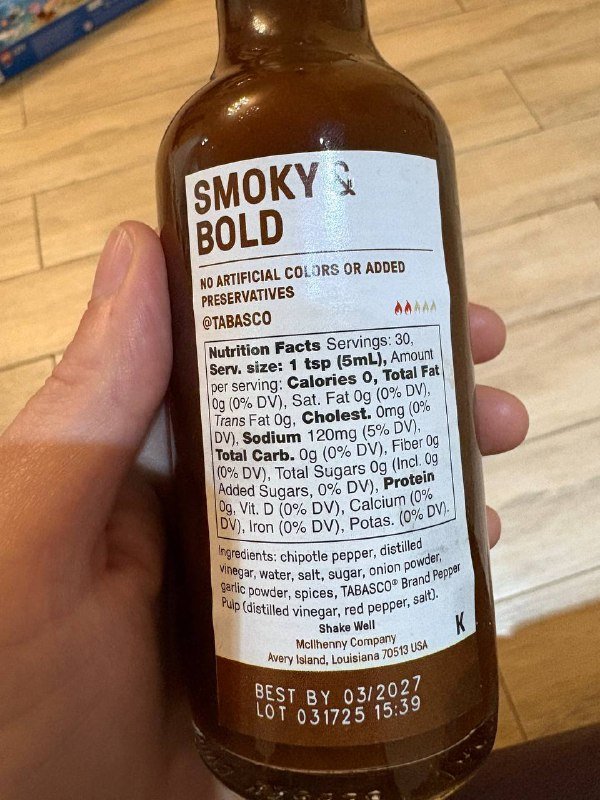 SMOKY &
BOLD
NO ARTIFICIAL COLORS OR ADDED
PRESERVATIVES
@TABASCO
Nutrition Facts Servings: 30,
Serv. size: 1 tsp (5mL), Amount
per serving: Calories 0, Total Fat
0g (0% DV), Sat. Fat 0g (0% DV),
Trans Fat 0g, Cholest. 0mg (0%
DV), Sodium 120mg (5% DV),
Total Carb. 0g (0% DV), Fiber 0g
(0% DV), Total Sugars 0g (Incl. 0g
Added Sugars, 0% DV), Protein
0g, Vit. D (0% DV), Calcium (0%
DV), Iron (0% DV), Potas. (0% DV).
Ingredients: chipotle pepper, distilled
vinegar, water, salt, sugar, onion powder,
garlic powder, spices, TABASCO® Brand Pepper
Pulp (distilled vinegar, red pepper, salt).
Shake Well
McIlhenny Company
Avery Island, Louisiana 70513 USA
K
BEST BY 03/2027
LOT 031725 15:39